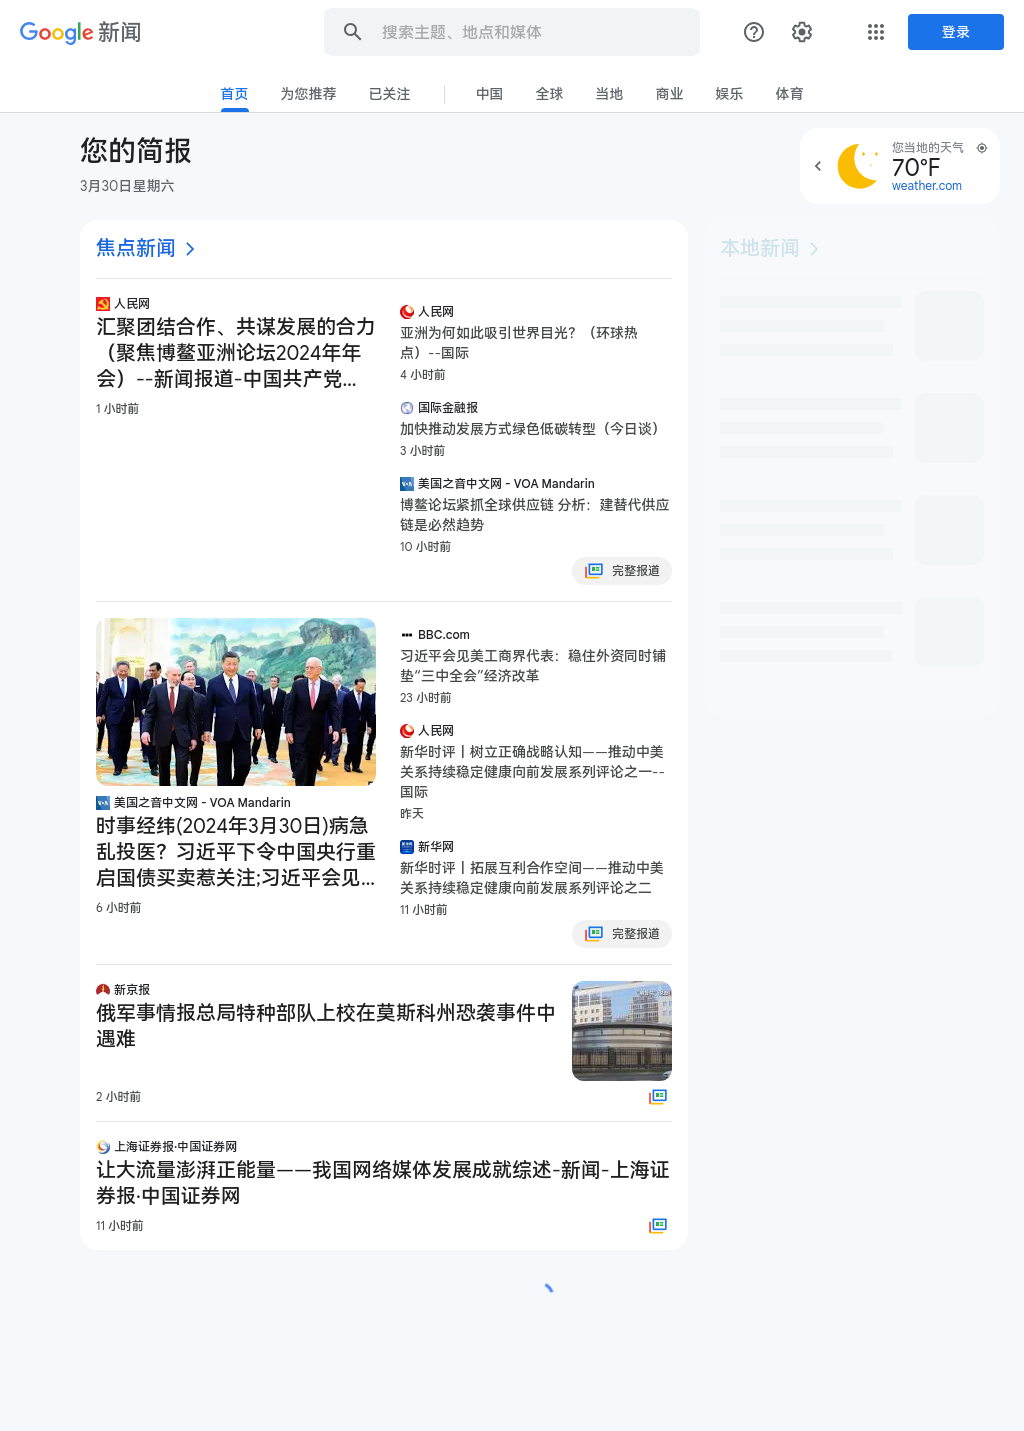 Google 新闻
搜索主题、地点和媒体
登录
首页
为您推荐
已关注
中国
全球
当地
商业
娱乐
体育
您的简报
3月30日星期六
您当地的天气
70°F
weather.com
焦点新闻
人民网
汇聚团结合作、共谋发展的合力
（聚焦博鳌亚洲论坛2024年年
会）--新闻报道-中国共产党...
1 小时前
人民网
亚洲为何如此吸引世界目光？（环球热
点）--国际
4 小时前
国际金融报
加快推动发展方式绿色低碳转型（今日谈）
3 小时前
美国之音中文网 - VOA Mandarin
博鳌论坛紧抓全球供应链 分析：建替代供应
链是必然趋势
10 小时前
完整报道
美国之音中文网 - VOA Mandarin
时事经纬(2024年3月30日)病急
乱投医？习近平下令中国央行重
启国债买卖惹关注;习近平会见...
6 小时前
BBC.com
习近平会见美工商界代表：稳住外资同时铺
垫“三中全会”经济改革
23 小时前
人民网
新华时评丨树立正确战略认知——推动中美
关系持续稳定健康向前发展系列评论之一--
国际
昨天
新华网
新华时评丨拓展互利合作空间——推动中美
关系持续稳定健康向前发展系列评论之二
11 小时前
完整报道
新京报
俄军事情报总局特种部队上校在莫斯科州恐袭事件中
遇难
2 小时前
上海证券报·中国证券网
让大流量澎湃正能量——我国网络媒体发展成就综述-新闻-上海证
券报·中国证券网
11 小时前
本地新闻